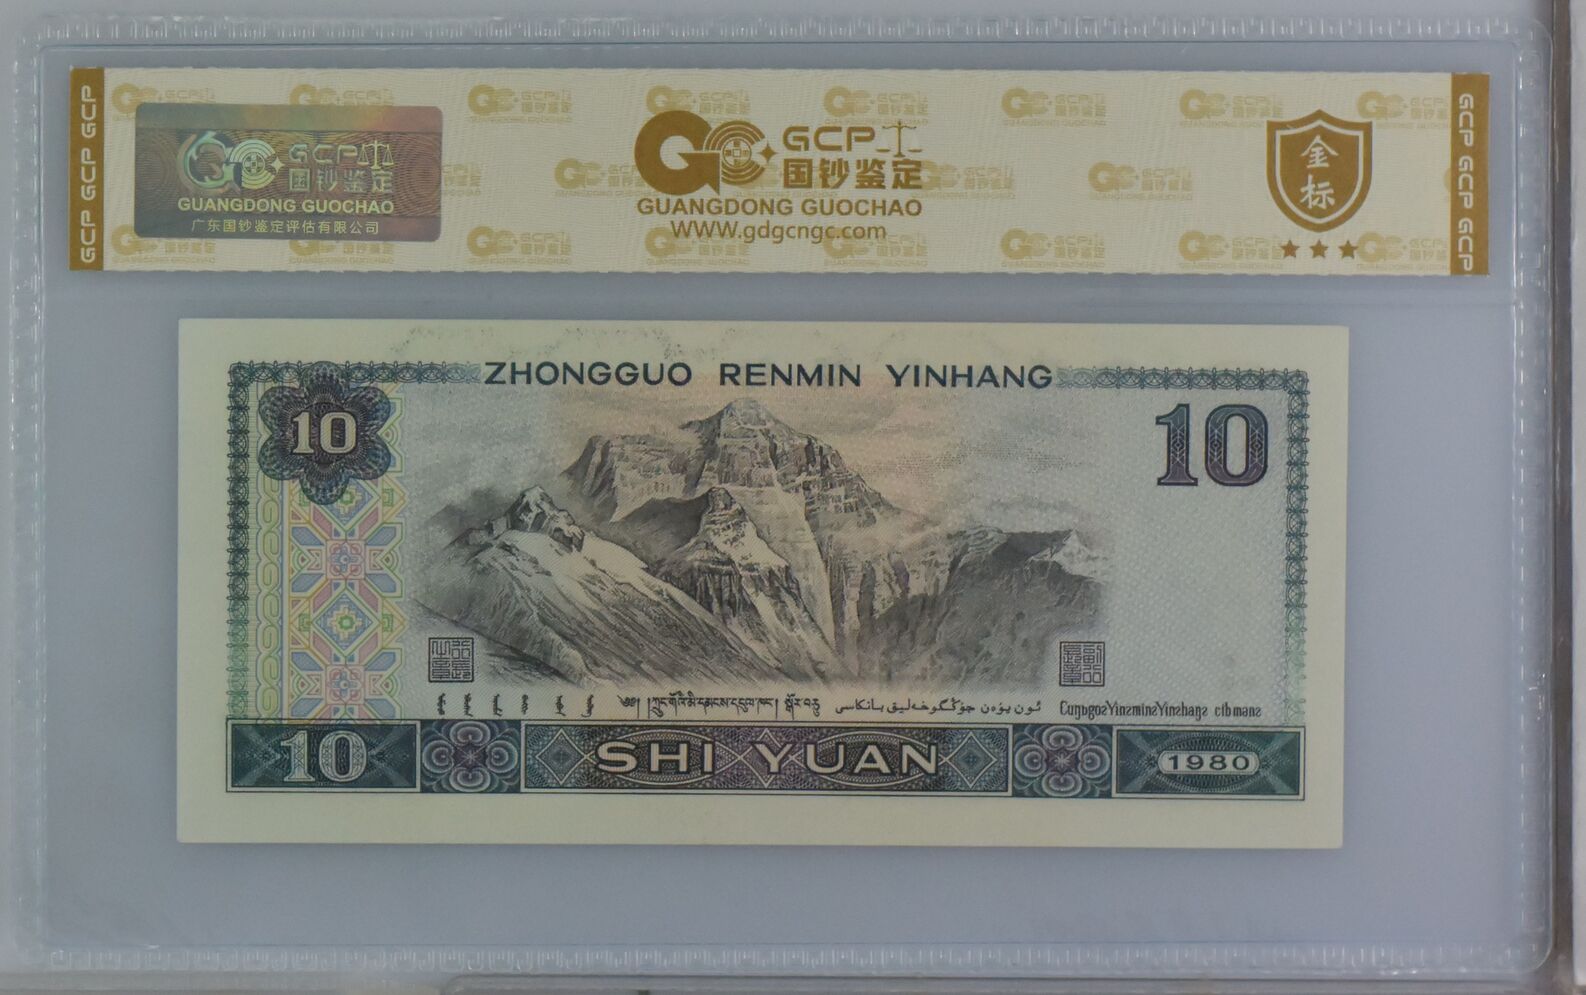 GCP GCP GCP
GCP 国钞鉴定
GUANGDONG GUOCHAO
广东国钞鉴定评估有限公司
GCP
国钞鉴定
GUANGDONG GUOCHAO
WWW.gdgcngc.com
金标
GCP GCP GCP
ZHONGGUO RENMIN YINHANG
10
10
Cuŋƅgoƨ Yinƨminƨ Yinƨhaŋƨ cib manƨ
10
SHI YUAN
1980